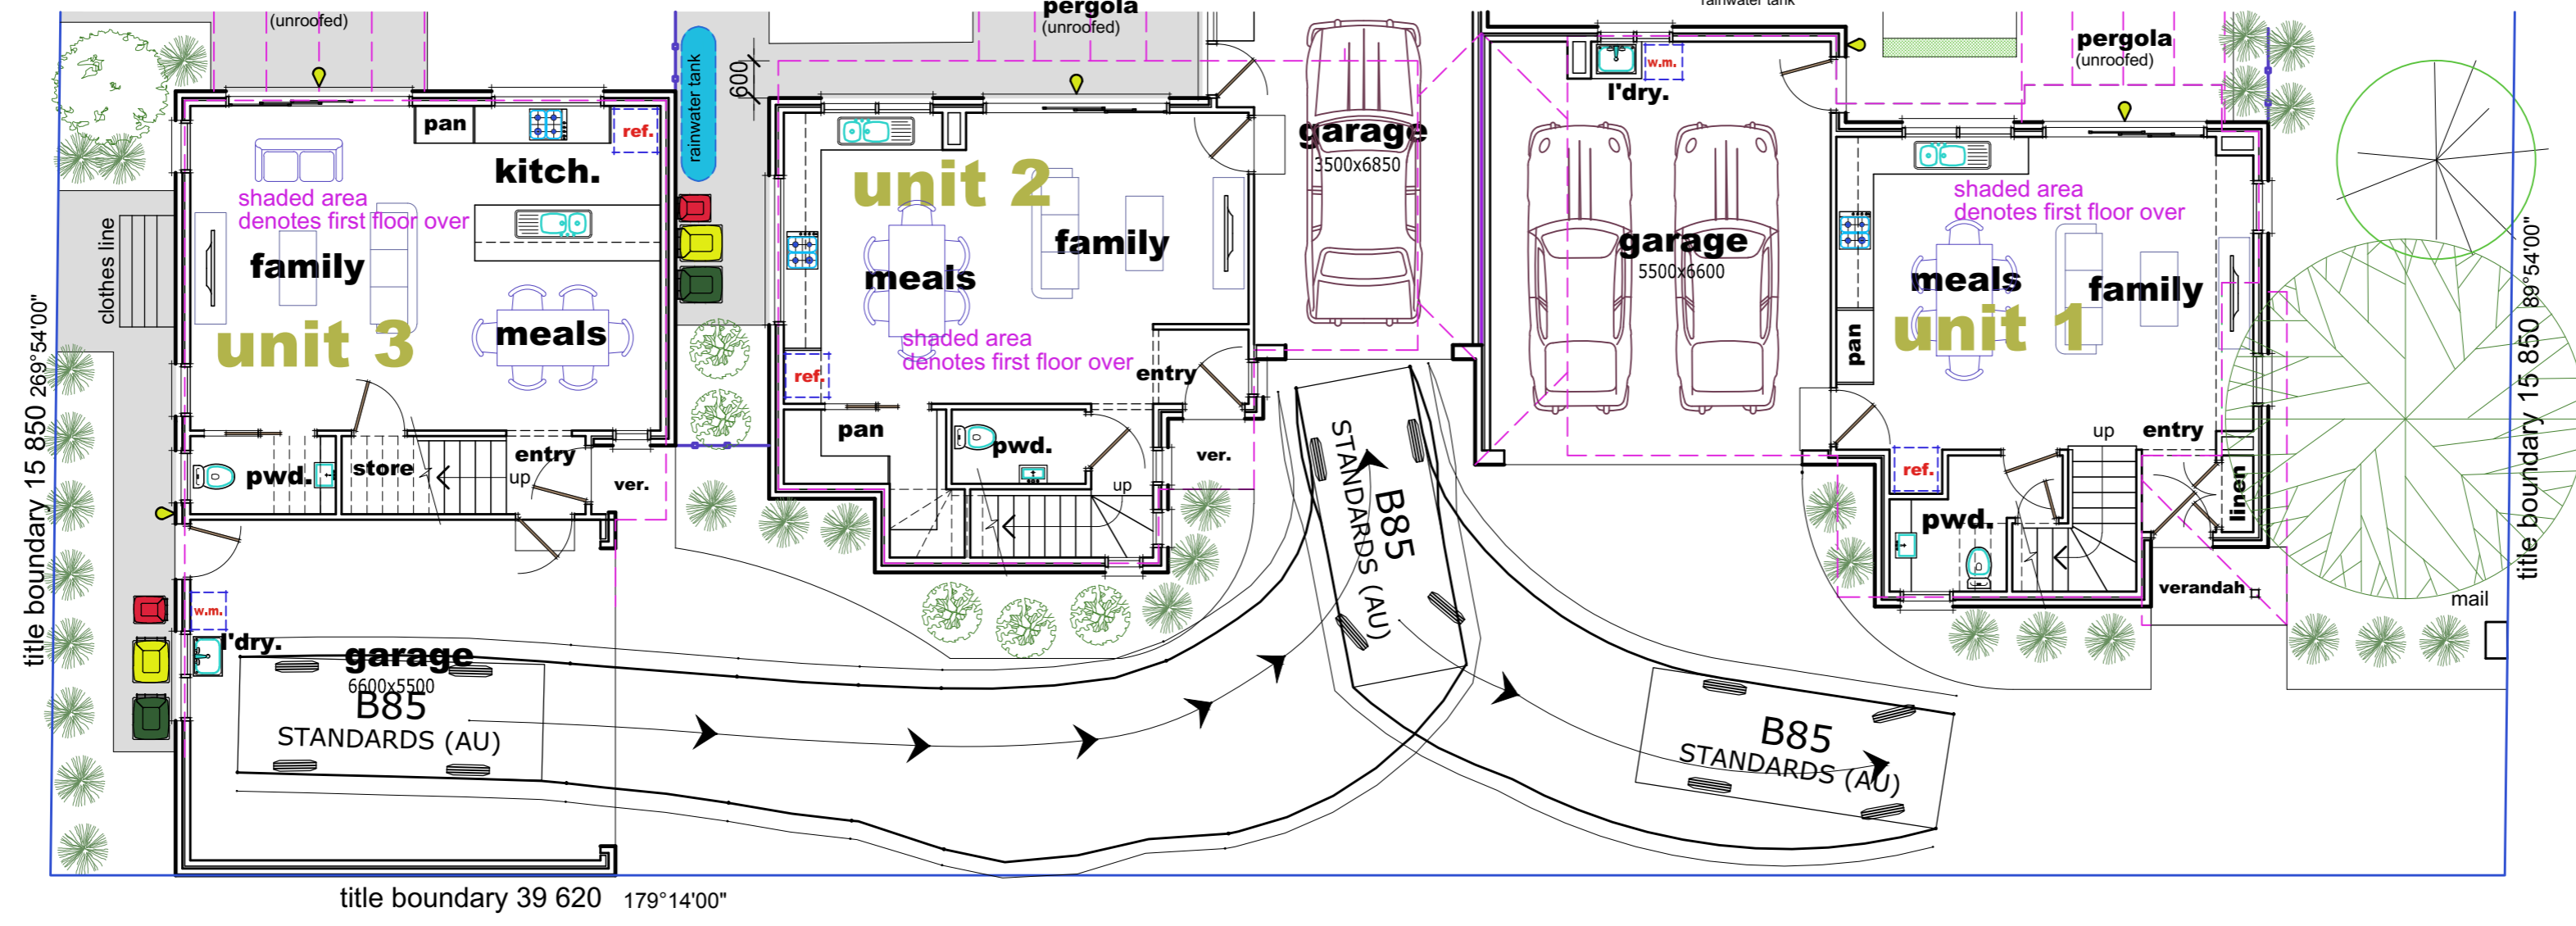 (unroofed)
pergola
(unroofed)
rainwater tank
pergola
(unroofed)
rainwater tank
600
pan
ref.
kitch.
shaded area
denotes first floor over
family
unit 3
meals
clothes line
title boundary 15 850 269°54'00"
pwd.
store
up
entry
ver.
w.m.
l'dry.
garage
6600x5500
B85
STANDARDS (AU)
unit 2
family
meals
shaded area
denotes first floor over
ref.
entry
pan
pwd.
ver.
up
garage
3500x6850
B85
STANDARDS (AU)
w.m.
l'dry.
garage
5500x6600
shaded area
denotes first floor over
meals
family
unit 1
pan
up
entry
ref.
linen
pwd.
verandah
mail
B85
STANDARDS (AU)
title boundary 15 850 89°54'00"
title boundary 39 620 179°14'00"